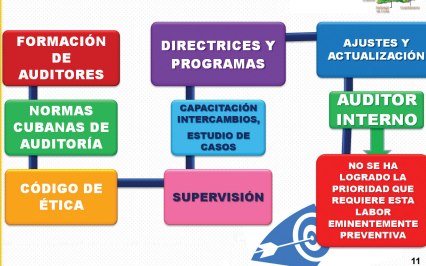 FORMACIÓN
DE
AUDITORES
NORMAS
CUBANAS DE
AUDITORÍA
CÓDIGO DE
ÉTICA
DIRECTRICES Y
PROGRAMAS
CAPACITACIÓN
INTERCAMBIOS,
ESTUDIO DE
CASOS
SUPERVISIÓN
AJUSTES Y
ACTUALIZACIÓN
AUDITOR
INTERNO
NO SE HA
LOGRADO LA
PRIORIDAD QUE
REQUIERE ESTA
LABOR
EMINENTEMENTE
PREVENTIVA
11